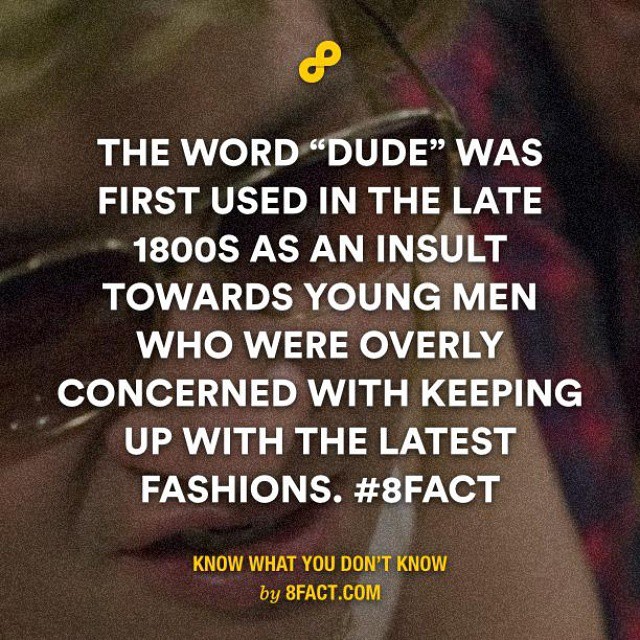 THE WORD “DUDE” WAS
FIRST USED IN THE LATE
1800S AS AN INSULT
TOWARDS YOUNG MEN
WHO WERE OVERLY
CONCERNED WITH KEEPING
UP WITH THE LATEST
FASHIONS. #8FACT
KNOW WHAT YOU DON’T KNOW
by 8FACT.COM